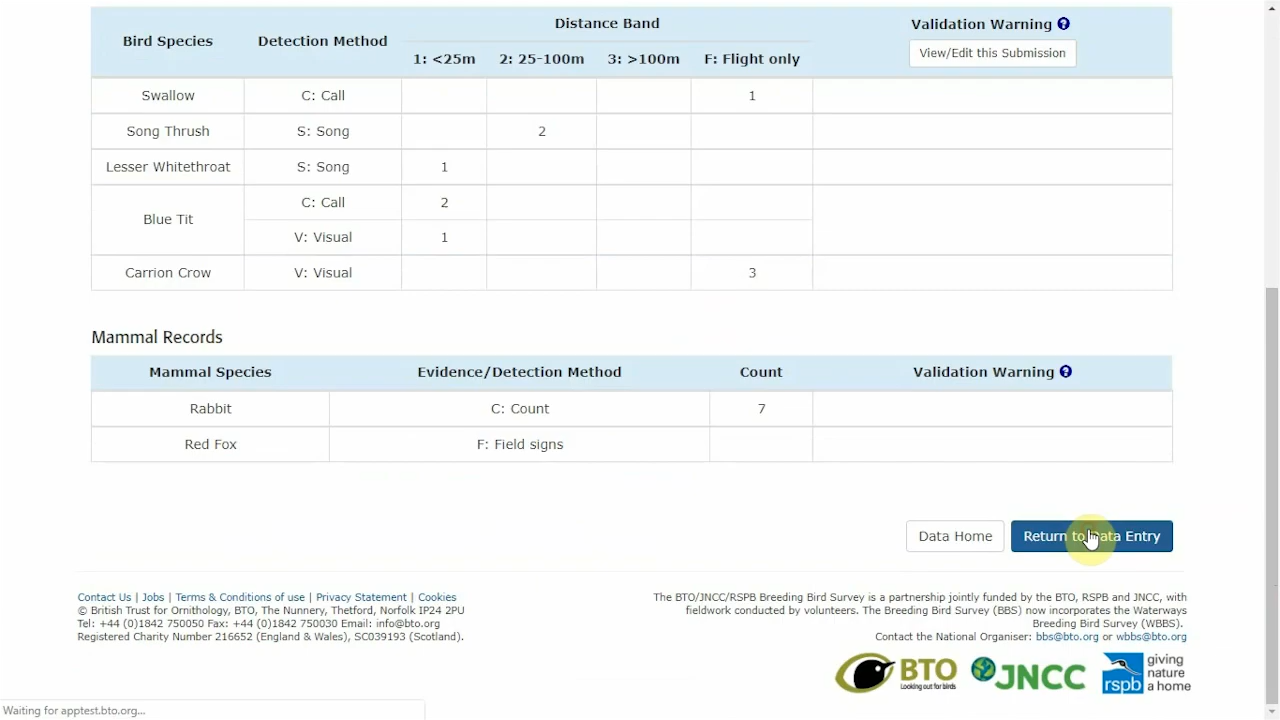 Bird Species Detection Method Distance Band Validation Warning ?
1: <25m 2: 25-100m 3: >100m F: Flight only View/Edit this Submission
Swallow C: Call 1
Song Thrush S: Song 2
Lesser Whitethroat S: Song 1
Blue Tit C: Call 2
V: Visual 1
Carrion Crow V: Visual 3
Mammal Records
Mammal Species Evidence/Detection Method Count Validation Warning ?
Rabbit C: Count 7
Red Fox F: Field signs
Data Home Return to Data Entry
Contact Us | Jobs | Terms & Conditions of use | Privacy Statement | Cookies
© British Trust for Ornithology, BTO, The Nunnery, Thetford, Norfolk IP24 2PU
Tel: +44 (0)1842 750050 Fax: +44 (0)1842 750030 Email: info@bto.org
Registered Charity Number 216652 (England & Wales), SC039193 (Scotland).
The BTO/JNCC/RSPB Breeding Bird Survey is a partnership jointly funded by the BTO, RSPB and JNCC, with
fieldwork conducted by volunteers. The Breeding Bird Survey (BBS) now incorporates the Waterways
Breeding Bird Survey (WBBS).
Contact the National Organiser: bbs@bto.org or wbbs@bto.org
BTO
Looking out for birds
JNCC
rspb
giving
nature
a home
Waiting for apptest.bto.org...